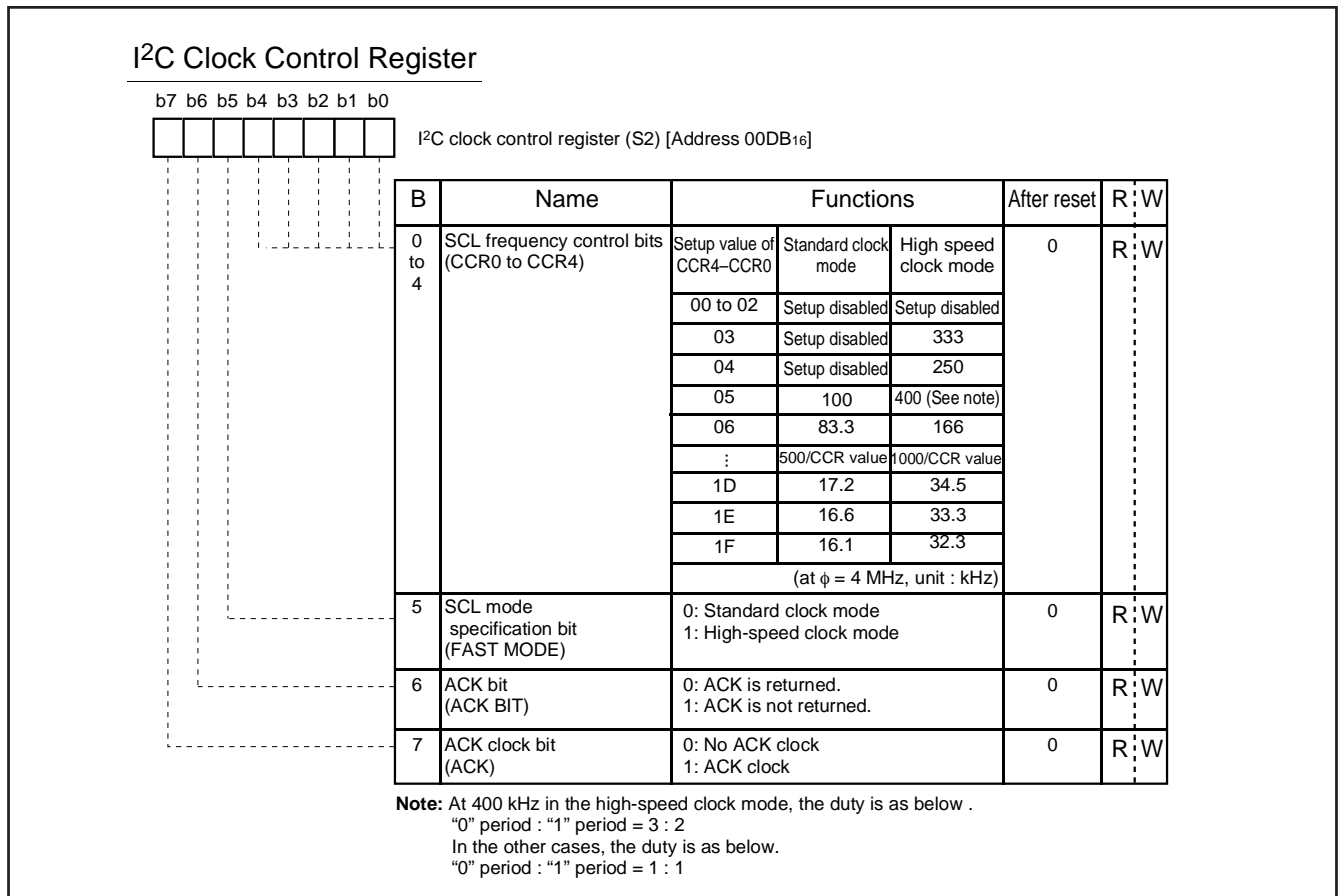 I2C Clock Control Register
b7 b6 b5 b4 b3 b2 b1 b0
I2C clock control register (S2) [Address 00DB16]
B Name Functions After reset R W
0 to 4 SCL frequency control bits (CCR0 to CCR4) 0 R W
Setup value of CCR4–CCR0 Standard clock mode High speed clock mode
00 to 02 Setup disabled Setup disabled
03 Setup disabled 333
04 Setup disabled 250
05 100 400 (See note)
06 83.3 166
⋮ 500/CCR value 1000/CCR value
1D 17.2 34.5
1E 16.6 33.3
1F 16.1 32.3
(at ϕ = 4 MHz, unit : kHz)
5 SCL mode 0: Standard clock mode 0 R W
specification bit 1: High-speed clock mode
(FAST MODE)
6 ACK bit 0: ACK is returned. 0 R W
(ACK BIT) 1: ACK is not returned.
7 ACK clock bit 0: No ACK clock 0 R W
(ACK) 1: ACK clock
Note: At 400 kHz in the high-speed clock mode, the duty is as below .
“0” period : “1” period = 3 : 2
In the other cases, the duty is as below.
“0” period : “1” period = 1 : 1